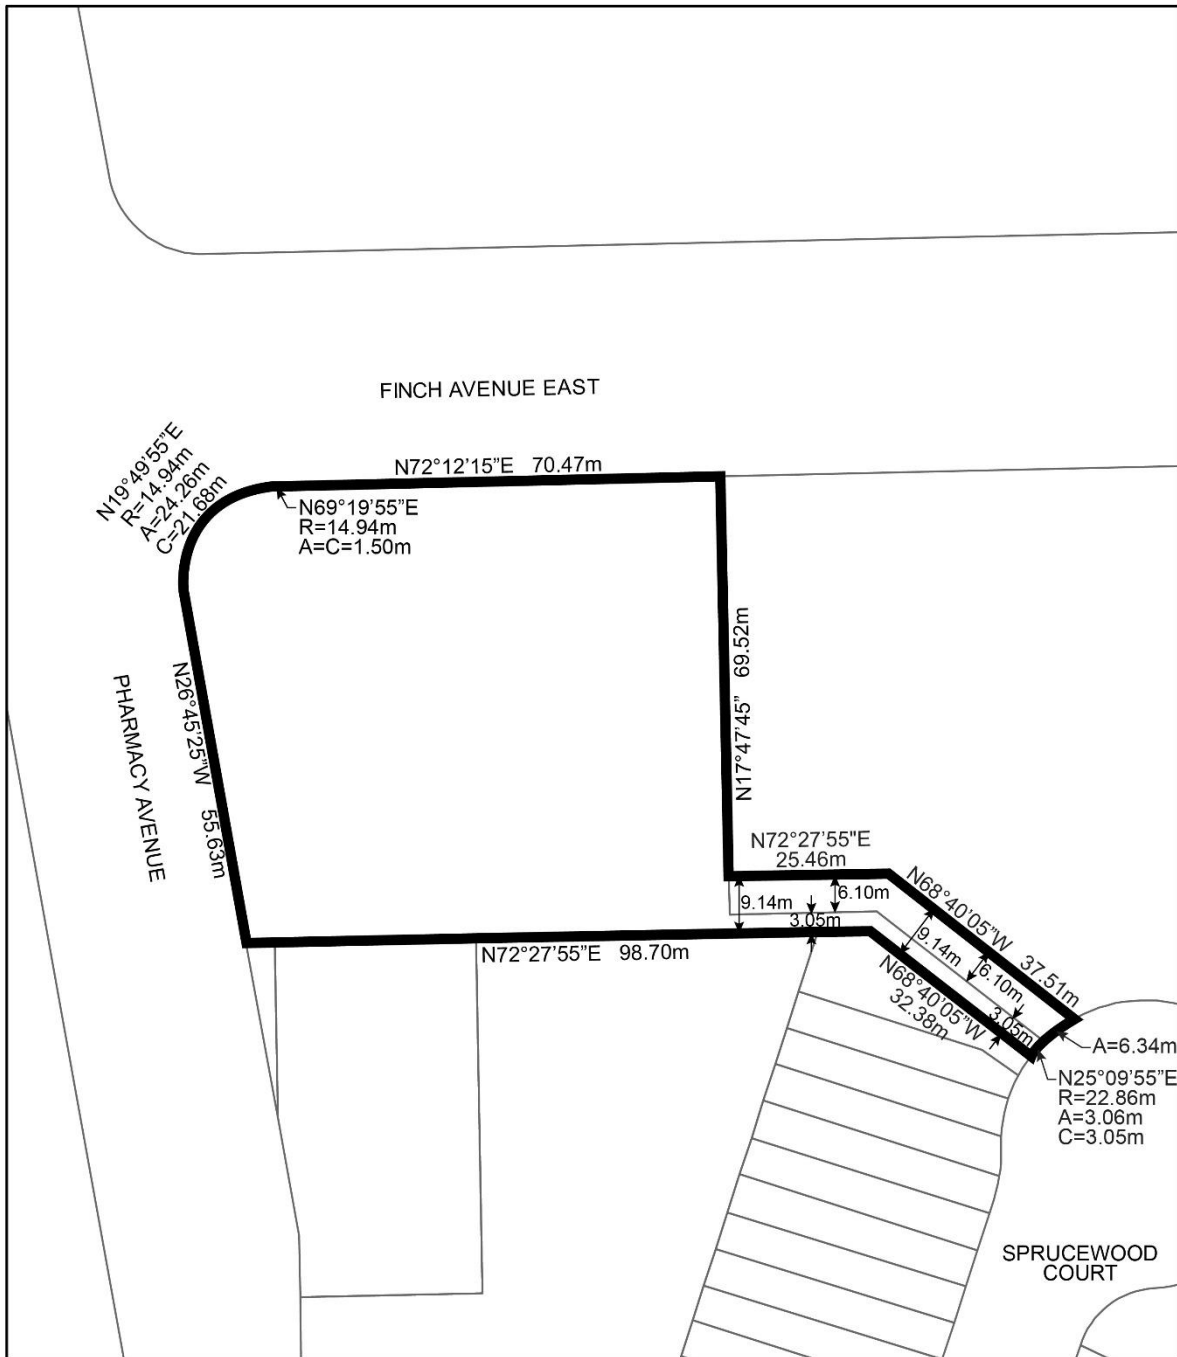 FINCH AVENUE EAST
N19°49'55"E
R=14.94m
A=24.26m
C=21.68m
N72°12'15"E 70.47m
N69°19'55"E
R=14.94m
A=C=1.50m
PHARMACY AVENUE
N26°45'25"W 55.63m
N17°47'45" 69.52m
N72°27'55"E
25.46m
9.14m
6.10m
3.05m
N72°27'55"E 98.70m
N68°40'05"W 37.51m
9.14m
6.10m
3.05m
N68°40'05"W
32.38m
A=6.34m
N25°09'55"E
R=22.86m
A=3.06m
C=3.05m
SPRUCEWOOD
COURT